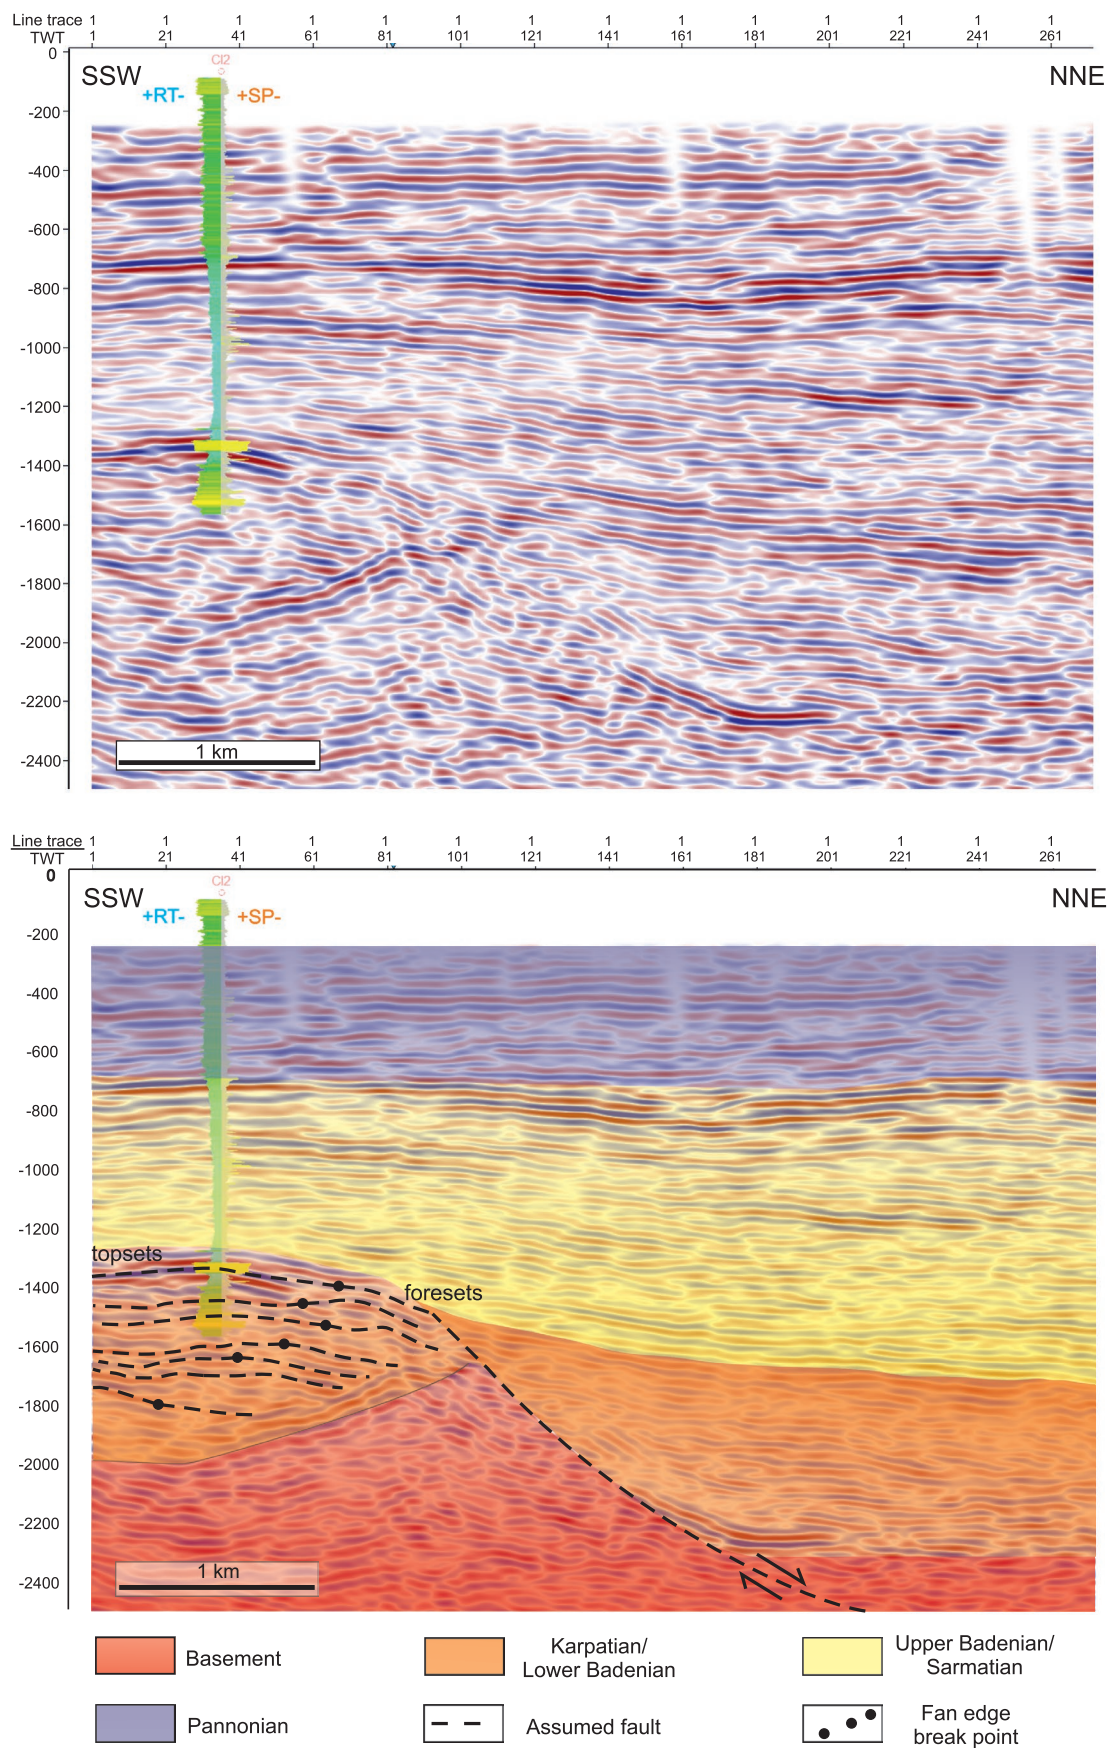 Line trace 1 1 1 1 1 1 1 1 1 1 1 1 1 1
TWT 1 21 41 61 81 101 121 141 161 181 201 221 241 261
0
CI2
SSW NNE
+RT- +SP-
-200
-400
-600
-800
-1000
-1200
-1400
-1600
-1800
-2000
-2200
-2400
1 km
Line trace 1 1 1 1 1 1 1 1 1 1 1 1 1 1
TWT 1 21 41 61 81 101 121 141 161 181 201 221 241 261
0
CI2
SSW NNE
+RT- +SP-
-200
-400
-600
-800
-1000
-1200
topsets
-1400
foresets
-1600
-1800
-2000
-2200
-2400
1 km
Basement
Karpatian/
Lower Badenian
Upper Badenian/
Sarmatian
Pannonian
Assumed fault
Fan edge
break point